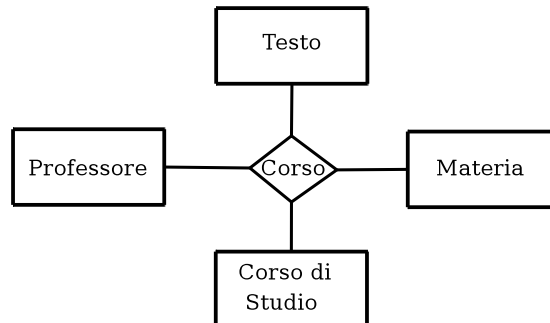 Testo
Professore
Corso
Materia
Corso di
Studio